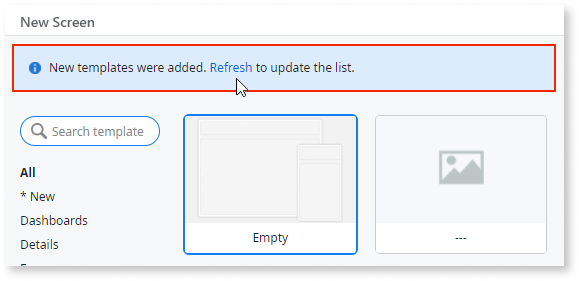 New Screen
New templates were added. Refresh to update the list.
Search template
All
* New
Dashboards
Details
Empty
---